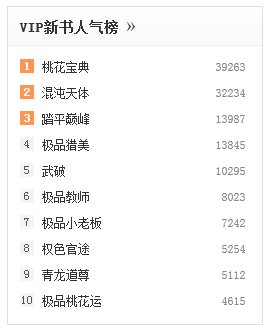 VIP新书人气榜 »
1 桃花宝典 39263
2 混沌天体 32234
3 踏平巅峰 13987
4 极品猎美 13845
5 武破 10295
6 极品教师 8023
7 极品小老板 7242
8 权色官途 5254
9 青龙道尊 5112
10 极品桃花运 4615